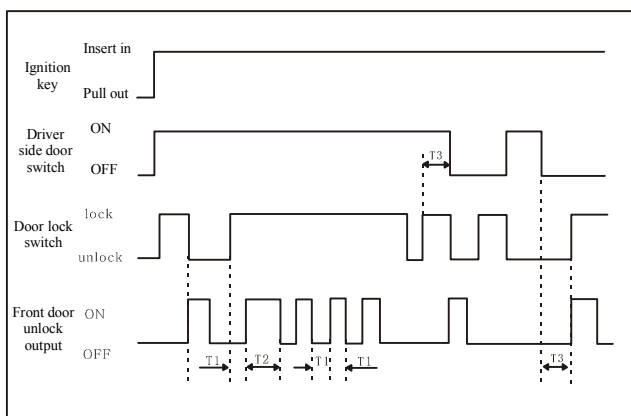 Insert in
Ignition
key
Pull out
Driver
side door
switch
ON
OFF
T3
Door lock
switch
lock
unlock
Front door
unlock
output
ON
OFF
T1
T2
T1
T1
T3